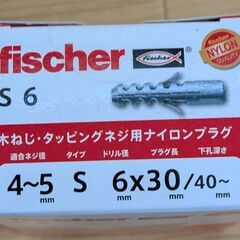 fischer
fischer
NYLON
QUALITY
S 6
木ねじ・タッピングネジ用ナイロンプラグ
適合ネジ径 タイプ ドリル径 プラグ長 下孔深さ
4~5 S 6x30/40~
mm mm mm mm